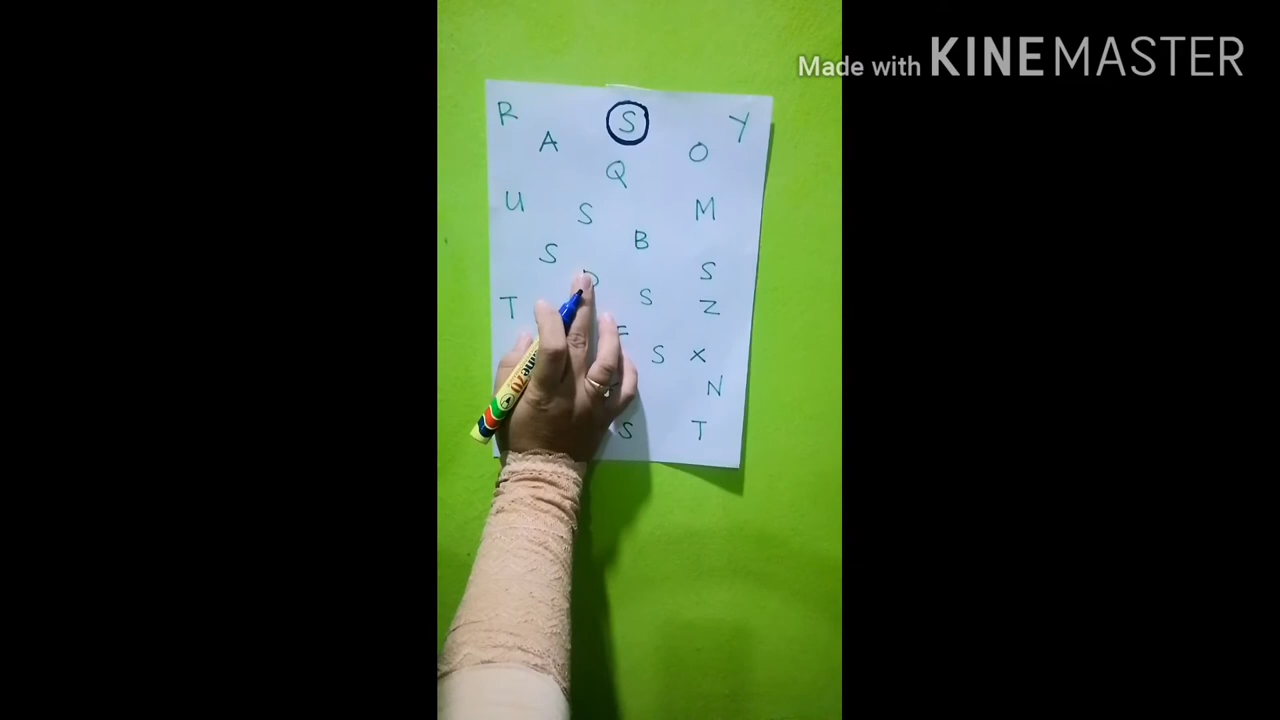 Made with KINEMASTER
R S Y
A O
Q
U S M
B
S
S
T S Z
S X
N
S T